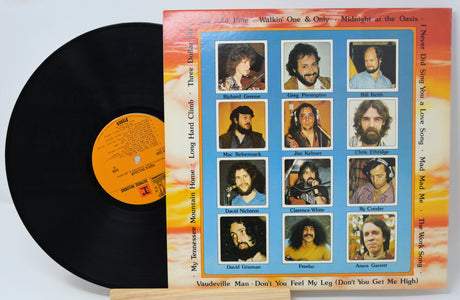 Old Time · Walkin' One & Only · Midnight at the Oasis ·
I Never Did Sing You a Love Song · Mad Mad Me · The Work Song
My Tennessee Mountain Home · Long Hard Climb · Three Dollar Bill
Richard Greene
Greg Prestopino
Bill Keith
Mac Rebennack
Jim Keltner
Chris Ethridge
David Nichtern
Clarence White
Ry Cooder
David Grisman
Freebo
Amos Garrett
Vaudeville Man · Don't You Feel My Leg (Don't You Get Me High)